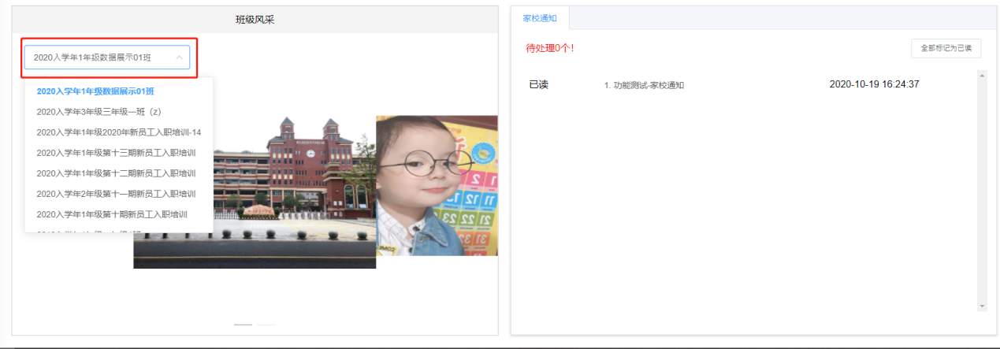 班级风采
2020入学年1年级数据展示01班
2020入学年1年级数据展示01班
2020入学年3年级三年级一班（z）
2020入学年1年级2020年新员工入职培训-14
2020入学年1年级第十三期新员工入职培训
2020入学年1年级第十二期新员工入职培训
2020入学年2年级第十一期新员工入职培训
2020入学年1年级第十期新员工入职培训
家校通知
待处理0个！
全部标记为已读
已读
1. 功能测试-家校通知
2020-10-19 16:24:37